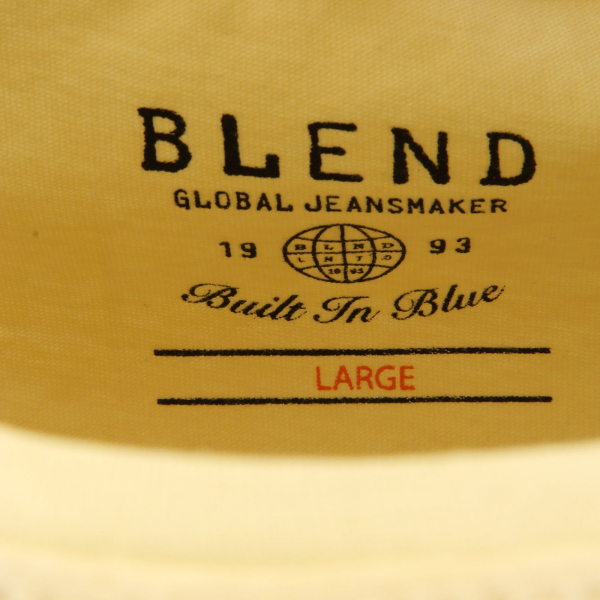 BLEND
GLOBAL JEANSMAKER
19 93
Built In Blue
LARGE